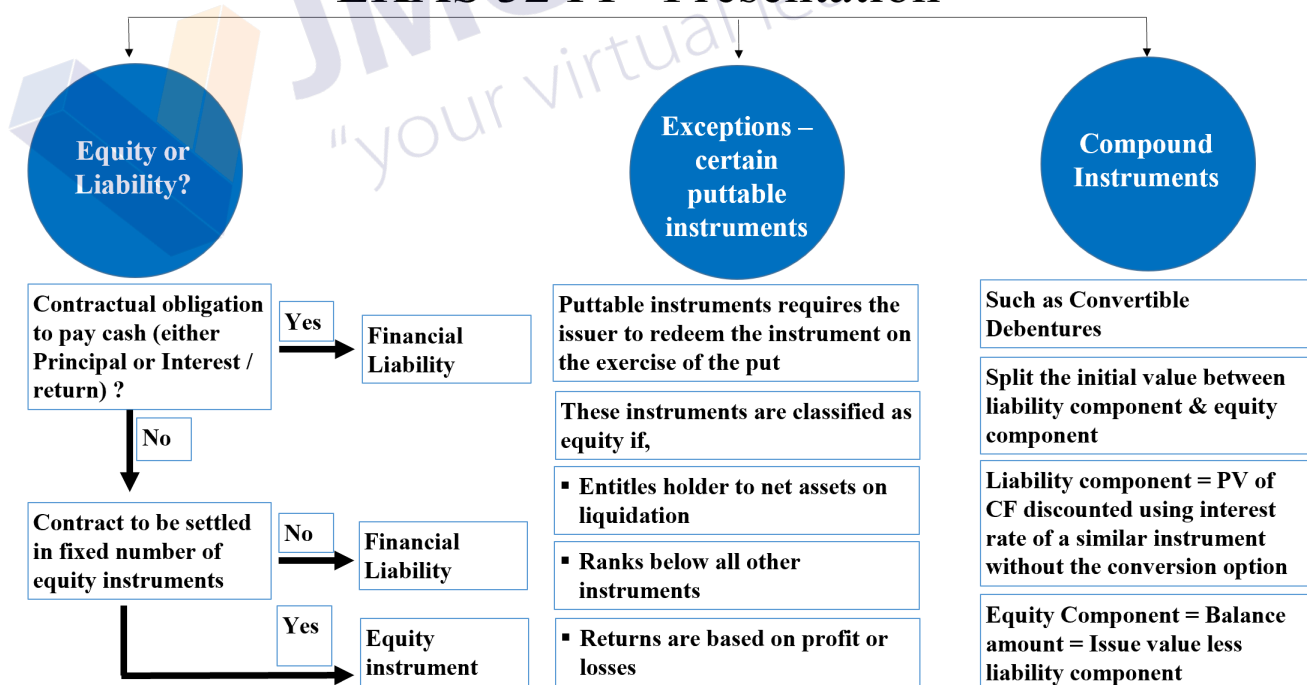 Presentation
JMC
"your virtual
Equity or
Liability?
Contractual obligation
to pay cash (either
Principal or Interest /
return) ?
Yes
Financial
Liability
No
Contract to be settled
in fixed number of
equity instruments
No
Financial
Liability
Yes
Equity
instrument
Exceptions –
certain
puttable
instruments
Puttable instruments requires the
issuer to redeem the instrument on
the exercise of the put
These instruments are classified as
equity if,
▪ Entitles holder to net assets on
liquidation
▪ Ranks below all other
instruments
▪ Returns are based on profit or
losses
Compound
Instruments
Such as Convertible
Debentures
Split the initial value between
liability component & equity
component
Liability component = PV of
CF discounted using interest
rate of a similar instrument
without the conversion option
Equity Component = Balance
amount = Issue value less
liability component